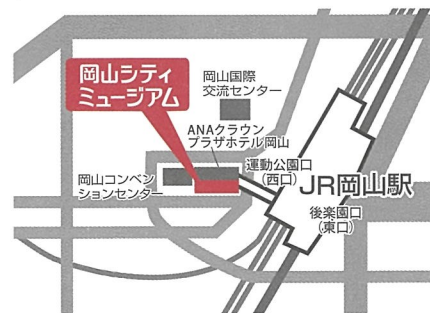 岡山シティ
ミュージアム
岡山国際
交流センター
ANAクラウン
プラザホテル岡山
運動公園口
(西口)
JR岡山駅
岡山コンベン
ションセンター
後楽園口
(東口)